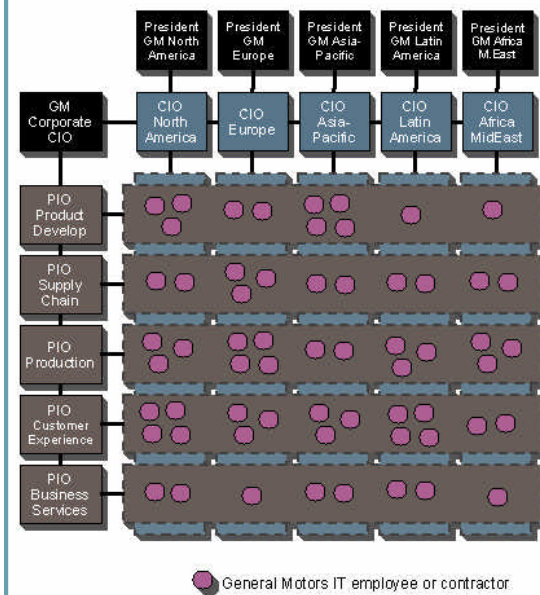 President
GM North
America
President
GM
Europe
President
GM Asia-
Pacific
President
GM Latin
America
President
GM Africa
M.East
GM
Corporate
CIO
CIO
North
America
CIO
Europe
CIO
Asia-
Pacific
CIO
Latin
America
CIO
Africa
MidEast
PIO
Product
Develop
PIO
Supply
Chain
PIO
Production
PIO
Customer
Experience
PIO
Business
Services
General Motors IT employee or contractor